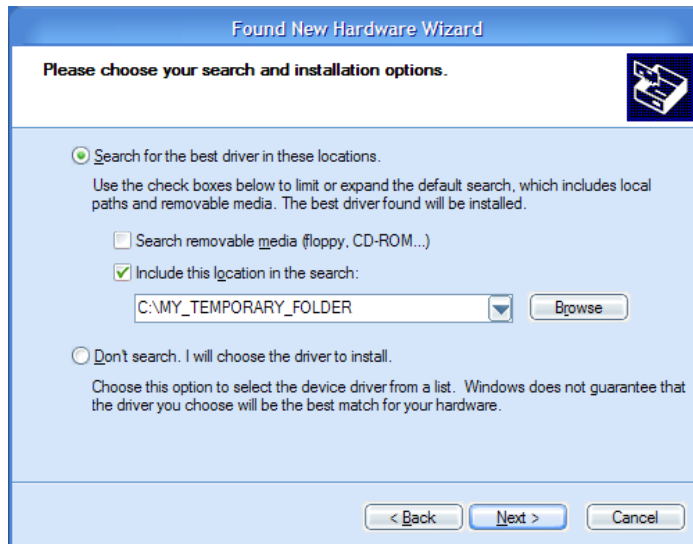 Found New Hardware Wizard
Please choose your search and installation options.
Search for the best driver in these locations.
Use the check boxes below to limit or expand the default search, which includes local
paths and removable media. The best driver found will be installed.
Search removable media (floppy, CD-ROM...)
Include this location in the search:
C:\MY_TEMPORARY_FOLDER
Browse
Don't search. I will choose the driver to install.
Choose this option to select the device driver from a list. Windows does not guarantee that
the driver you choose will be the best match for your hardware.
< Back
Next >
Cancel